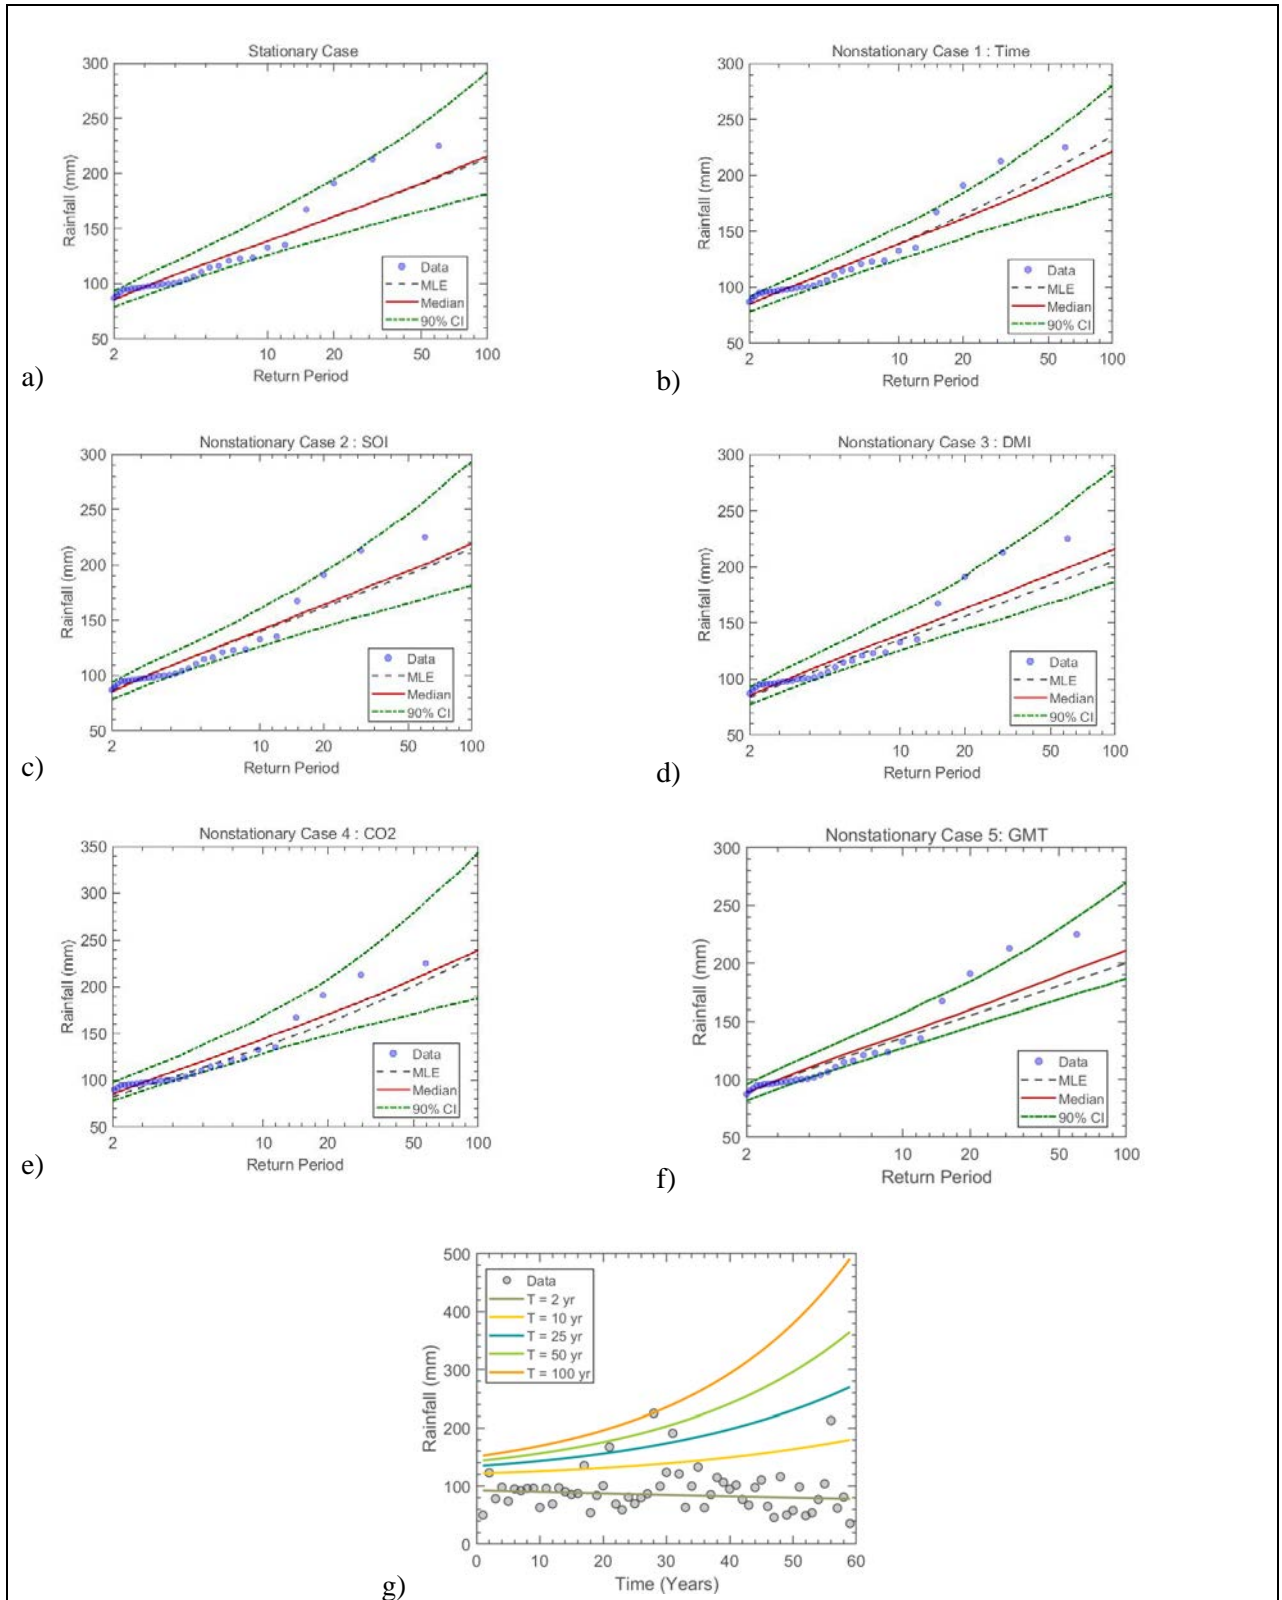 Stationary Case
300
250
200
150
100
50
Rainfall (mm)
Data
MLE
Median
90% CI
2 10 20 50 100
Return Period
a)
Nonstationary Case 1 : Time
300
250
200
150
100
50
Rainfall (mm)
Data
MLE
Median
90% CI
2 10 20 50 100
Return Period
b)
Nonstationary Case 2 : SOI
300
250
200
150
100
50
Rainfall (mm)
Data
MLE
Median
90% CI
2 10 20 50 100
Return Period
c)
Nonstationary Case 3 : DMI
300
250
200
150
100
50
Rainfall (mm)
Data
MLE
Median
90% CI
2 10 20 50 100
Return Period
d)
Nonstationary Case 4 : CO2
350
300
250
200
150
100
50
Rainfall (mm)
Data
MLE
Median
90% CI
2 10 20 50 100
Return Period
e)
Nonstationary Case 5: GMT
300
250
200
150
100
50
Rainfall (mm)
Data
MLE
Median
90% CI
2 10 20 50 100
Return Period
f)
500
400
300
200
100
0
Rainfall (mm)
Data
T = 2 yr
T = 10 yr
T = 25 yr
T = 50 yr
T = 100 yr
0 10 20 30 40 50 60
Time (Years)
g)